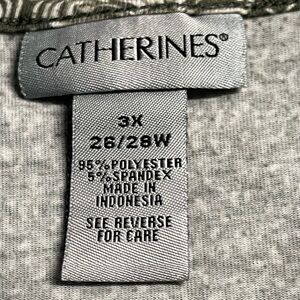 CATHERINES®
3X
26/28W
95% POLYESTER
5% SPANDEX
MADE IN
INDONESIA
SEE REVERSE
FOR CARE